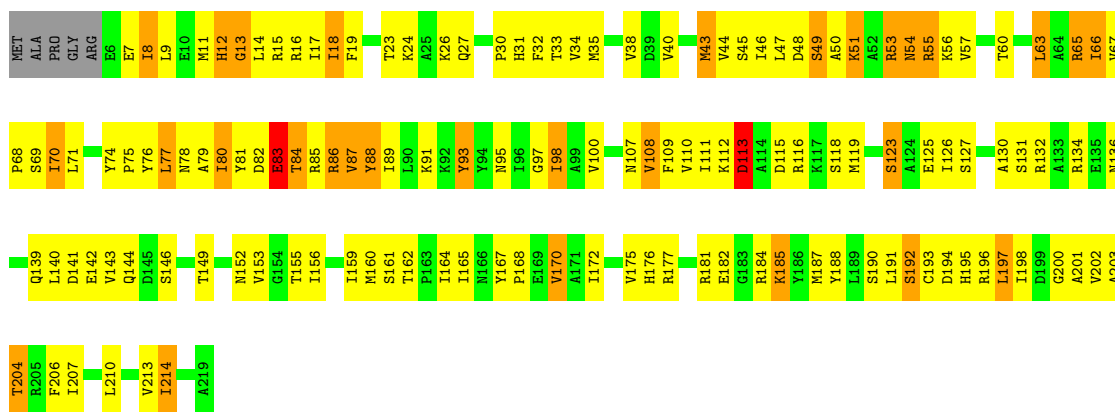 MET ALA PRO GLY ARG E6 E7 I8 L9 E10 M11 H12 G13 L14 R15 R16 I17 I18 F19 T23 K24 A25 K26 Q27 P30 H31 F32 T33 V34 M35 V38 D39 V40 M43 V44 S45 I46 L47 D48 S49 A50 K51 A52 R53 N54 R55 K56 V57 T60 L63 A64 R65 I66 V67
P68 S69 I70 L71 Y74 P75 Y76 L77 N78 A79 I80 Y81 D82 E83 T84 R85 R86 V87 Y88 I89 L90 K91 K92 Y93 Y94 N95 I96 G97 I98 A99 V100 N107 V108 F109 V110 I111 K112 D113 A114 D115 R116 K117 S118 M119 S123 A124 E125 I126 S127 A130 S131 R132 A133 R134 E135 N136
Q139 L140 D141 E142 V143 Q144 D145 S146 T149 N152 V153 G154 T155 I156 I159 M160 S161 T162 P163 I164 I165 N166 Y167 P168 E169 V170 A171 I172 V175 H176 R177 R181 E182 G183 R184 K185 Y186 M187 Y188 L189 S190 L191 S192 C193 D194 H195 R196 L197 I198 D199 G200 A201 V202 A203
T204 R205 F206 I207 L210 V213 I214 A219